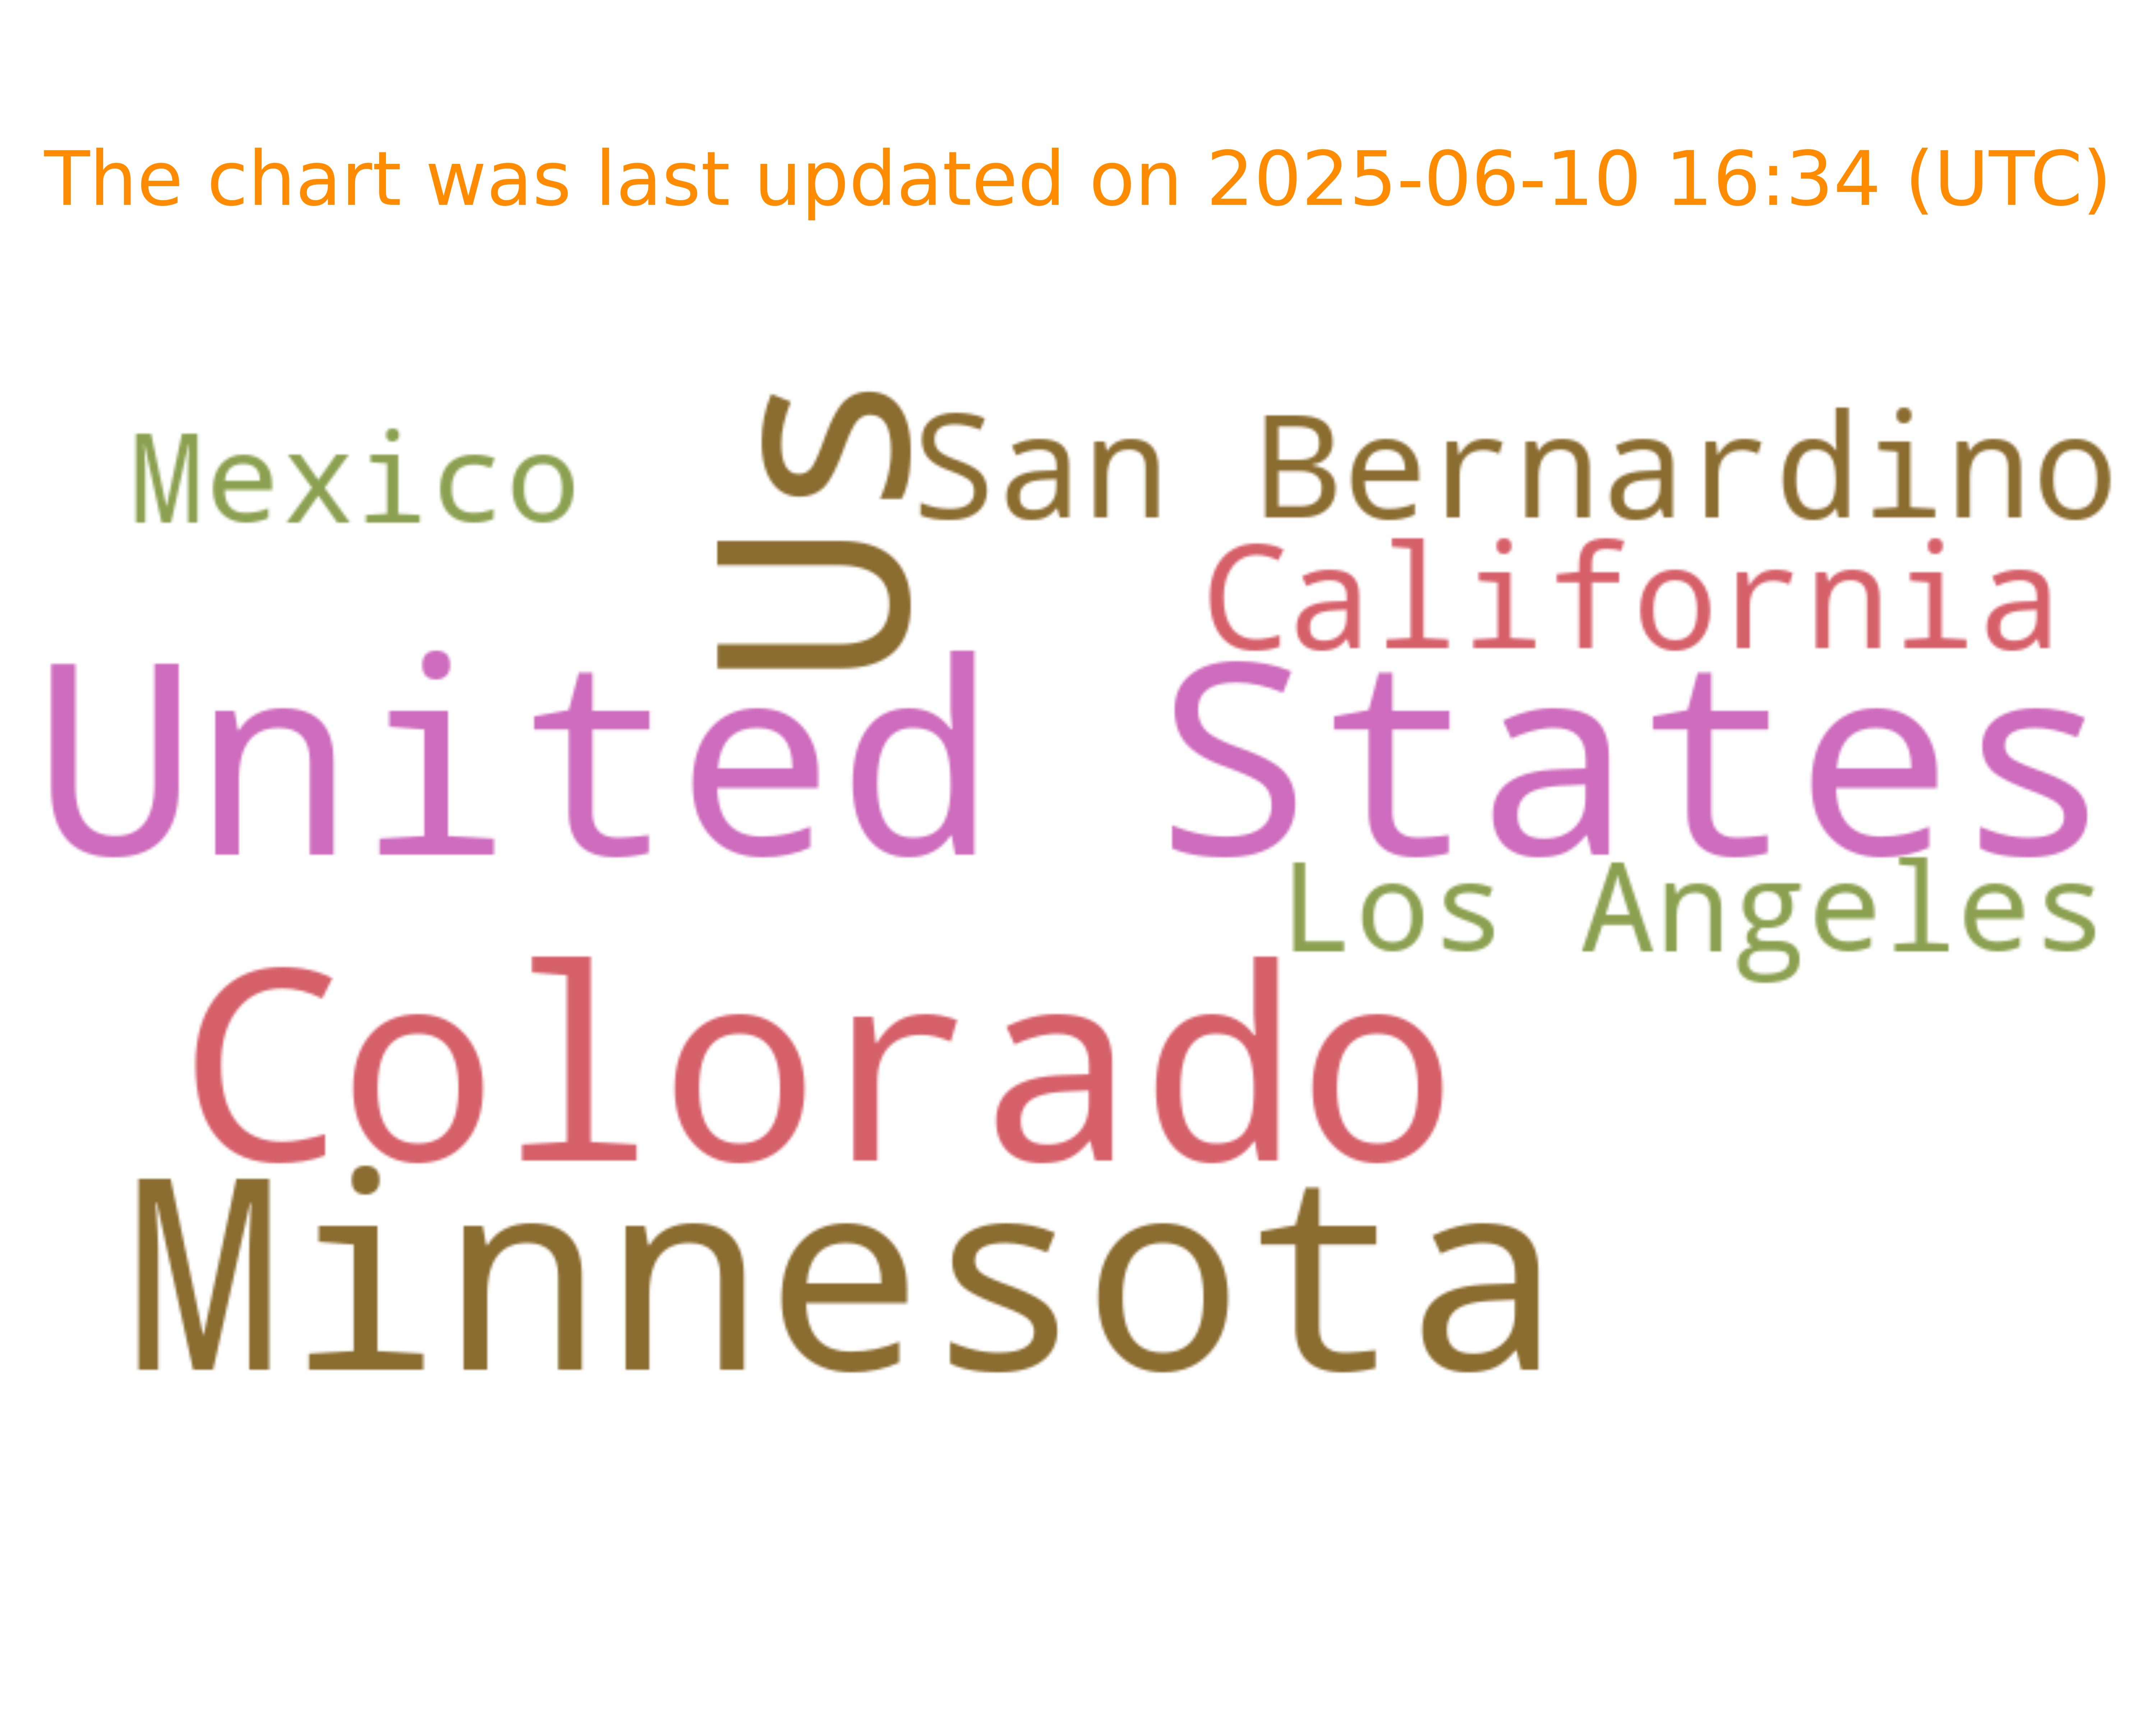 The chart was last updated on 2025-06-10 16:34 (UTC)
Mexico
US
San Bernardino
California
United States
Los Angeles
Colorado
Minnesota